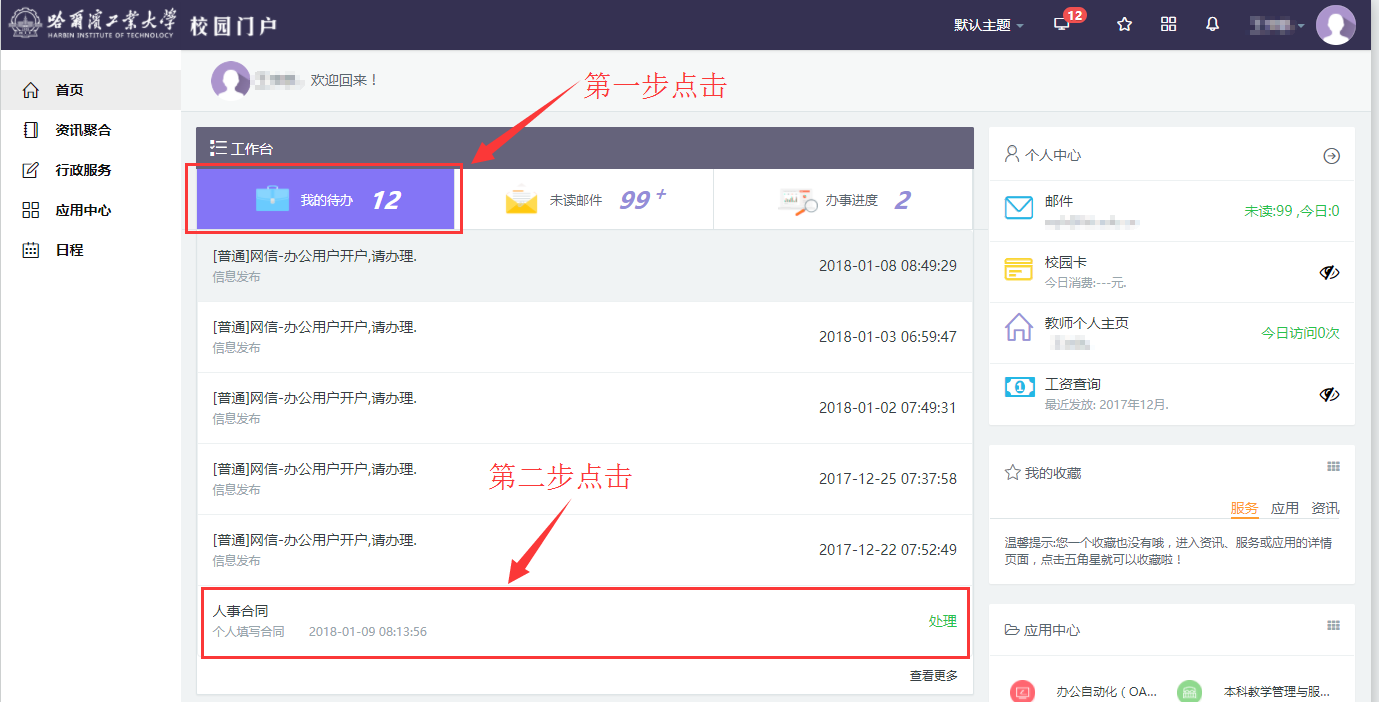 哈爾濱工業大學
HARBIN INSTITUTE OF TECHNOLOGY
校园门户
默认主题
12
首页
资讯聚合
行政服务
应用中心
日程
欢迎回来！
第一步点击
工作台
我的待办 12
未读邮件 99+
办事进度 2
[普通]网信-办公用户开户,请办理.
信息发布
2018-01-08 08:49:29
[普通]网信-办公用户开户,请办理.
信息发布
2018-01-03 06:59:47
[普通]网信-办公用户开户,请办理.
信息发布
2018-01-02 07:49:31
第二步点击
[普通]网信-办公用户开户,请办理.
信息发布
2017-12-25 07:37:58
[普通]网信-办公用户开户,请办理.
信息发布
2017-12-22 07:52:49
人事合同
个人填写合同 2018-01-09 08:13:56
处理
查看更多
个人中心
邮件
未读:99 ,今日:0
校园卡
今日消费:---元.
教师个人主页
今日访问0次
工资查询
最近发放: 2017年12月.
我的收藏
服务 应用 资讯
温馨提示:您一个收藏也没有哦，进入资讯、服务或应用的详情
页面，点击五角星就可以收藏啦！
应用中心
办公自动化（OA...
本科教学管理与服...